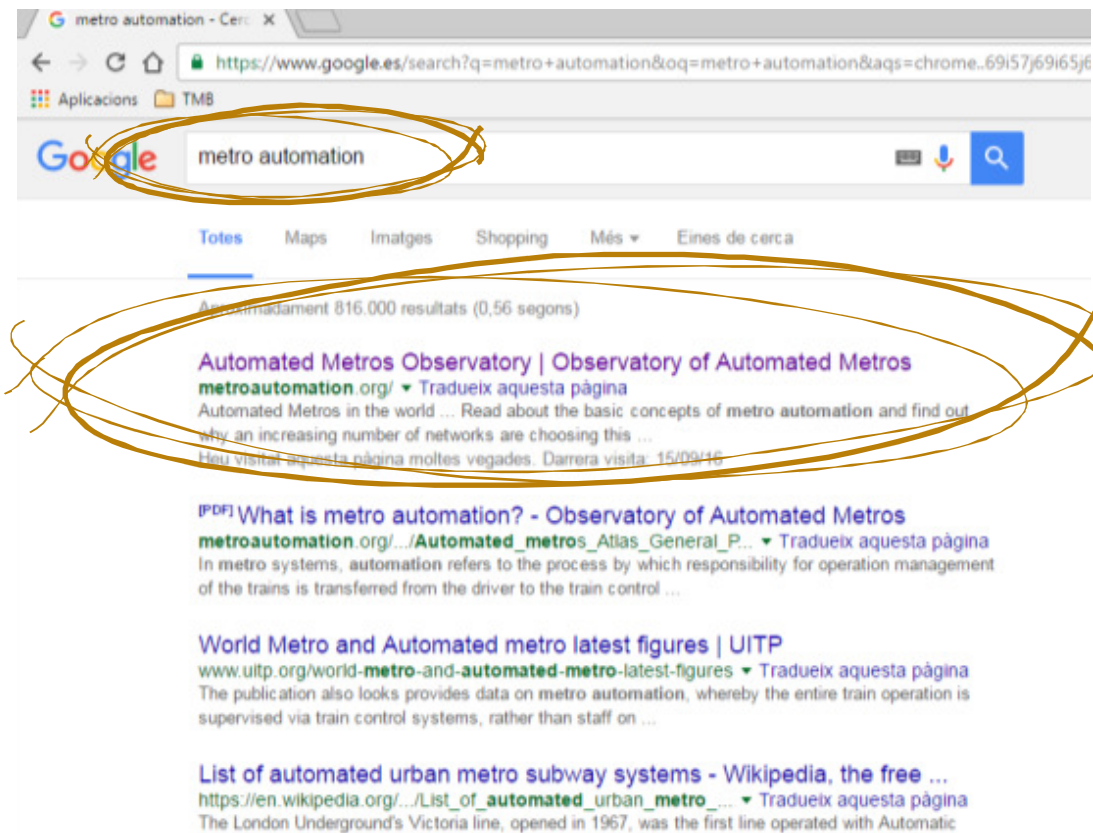 metro automation - Cerc
https://www.google.es/search?q=metro+automation&oq=metro+automation&aqs=chrome..69i57j69i65j6
Aplicacions TMB
Google metro automation
Totes Maps Imatges Shopping Més Eines de cerca
Aproximadament 816.000 resultats (0,56 segons)
Automated Metros Observatory | Observatory of Automated Metros
metroautomation.org/ Tradueix aquesta pàgina
Automated Metros in the world ... Read about the basic concepts of metro automation and find out
why an increasing number of networks are choosing this ...
Heu visitat aquesta pàgina moltes vegades. Darrera visita: 15/09/16
[PDF] What is metro automation? - Observatory of Automated Metros
metroautomation.org/.../Automated_metros_Atlas_General_P... Tradueix aquesta pàgina
In metro systems, automation refers to the process by which responsibility for operation management
of the trains is transferred from the driver to the train control ...
World Metro and Automated metro latest figures | UITP
www.uitp.org/world-metro-and-automated-metro-latest-figures Tradueix aquesta pàgina
The publication also looks provides data on metro automation, whereby the entire train operation is
supervised via train control systems, rather than staff on ...
List of automated urban metro subway systems - Wikipedia, the free ...
https://en.wikipedia.org/.../List_of_automated_urban_metro_... Tradueix aquesta pàgina
The London Underground's Victoria line, opened in 1967, was the first line operated with Automatic